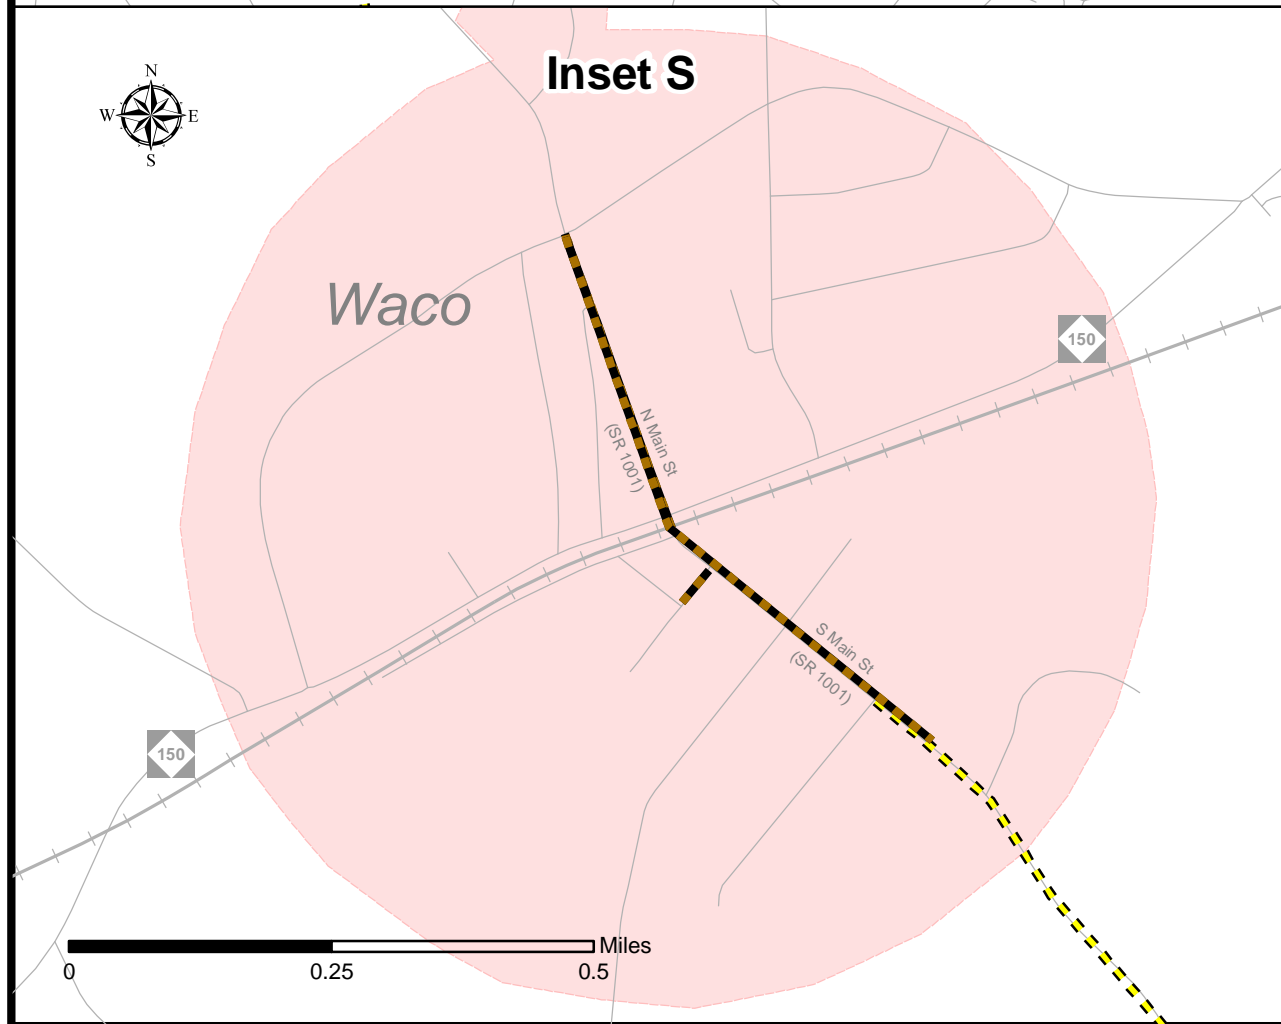 Inset S
N
W E
S
Waco
150
N Main St
(SR 1001)
S Main St
(SR 1001)
150
Miles
0 0.25 0.5